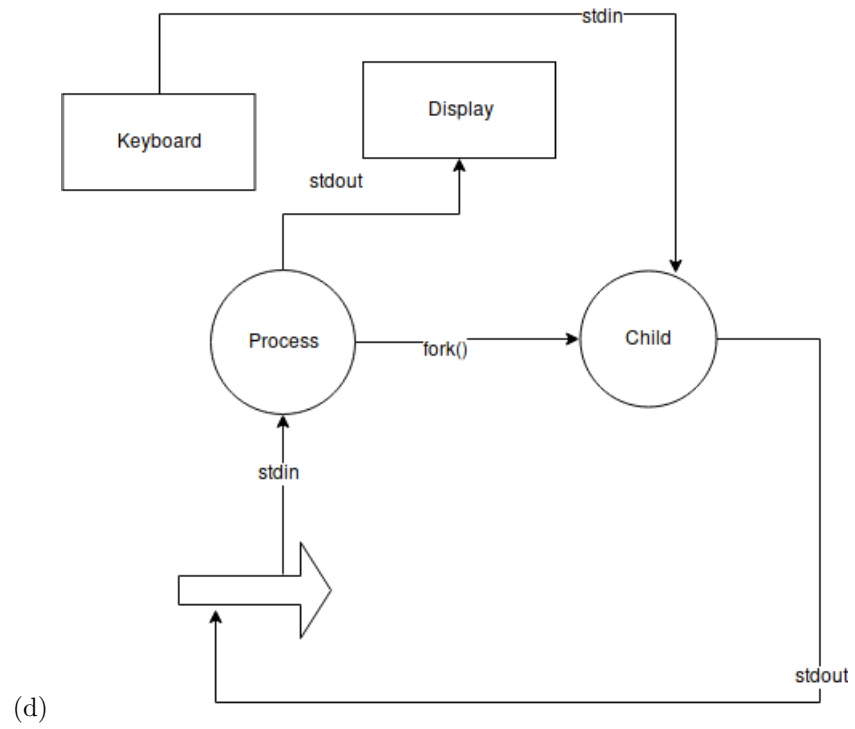 stdin
Display
Keyboard
stdout
Process
fork()
Child
stdin
stdout
(d)